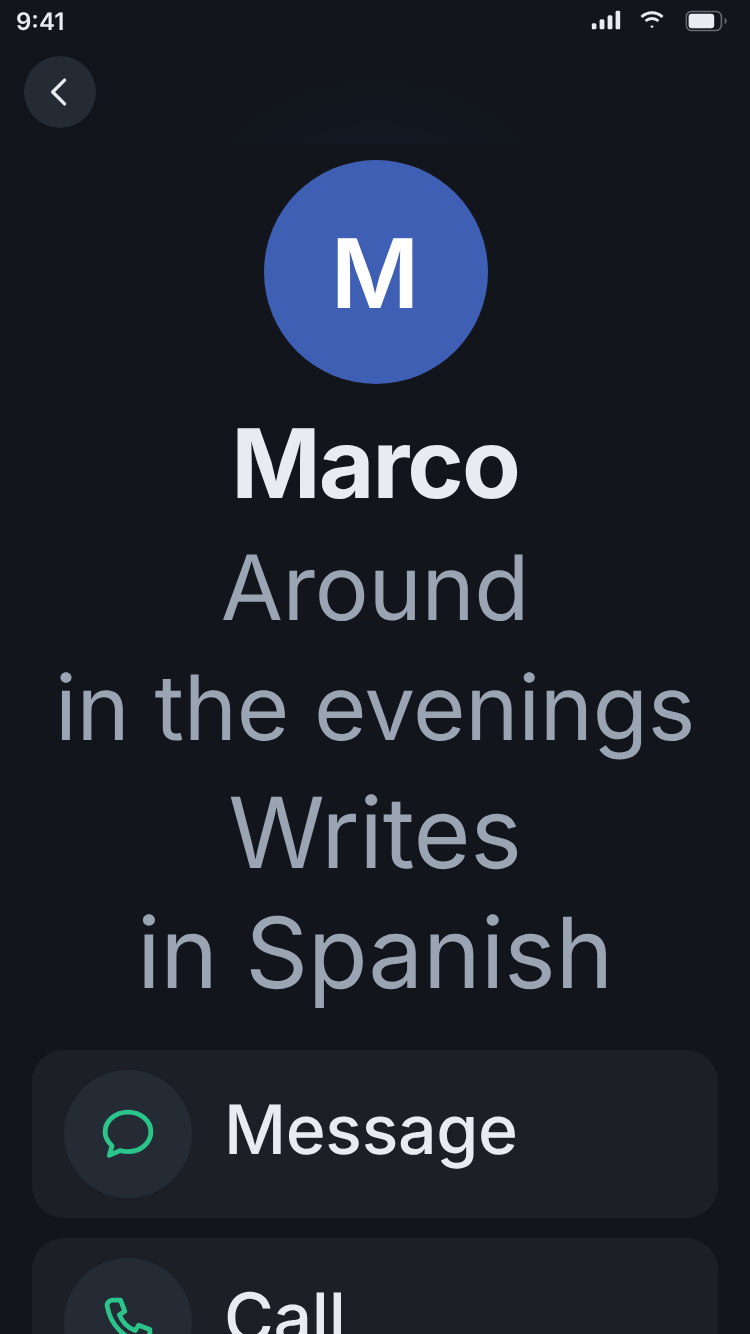 9:41
M
Marco
Around
in the evenings
Writes
in Spanish
Message
Call